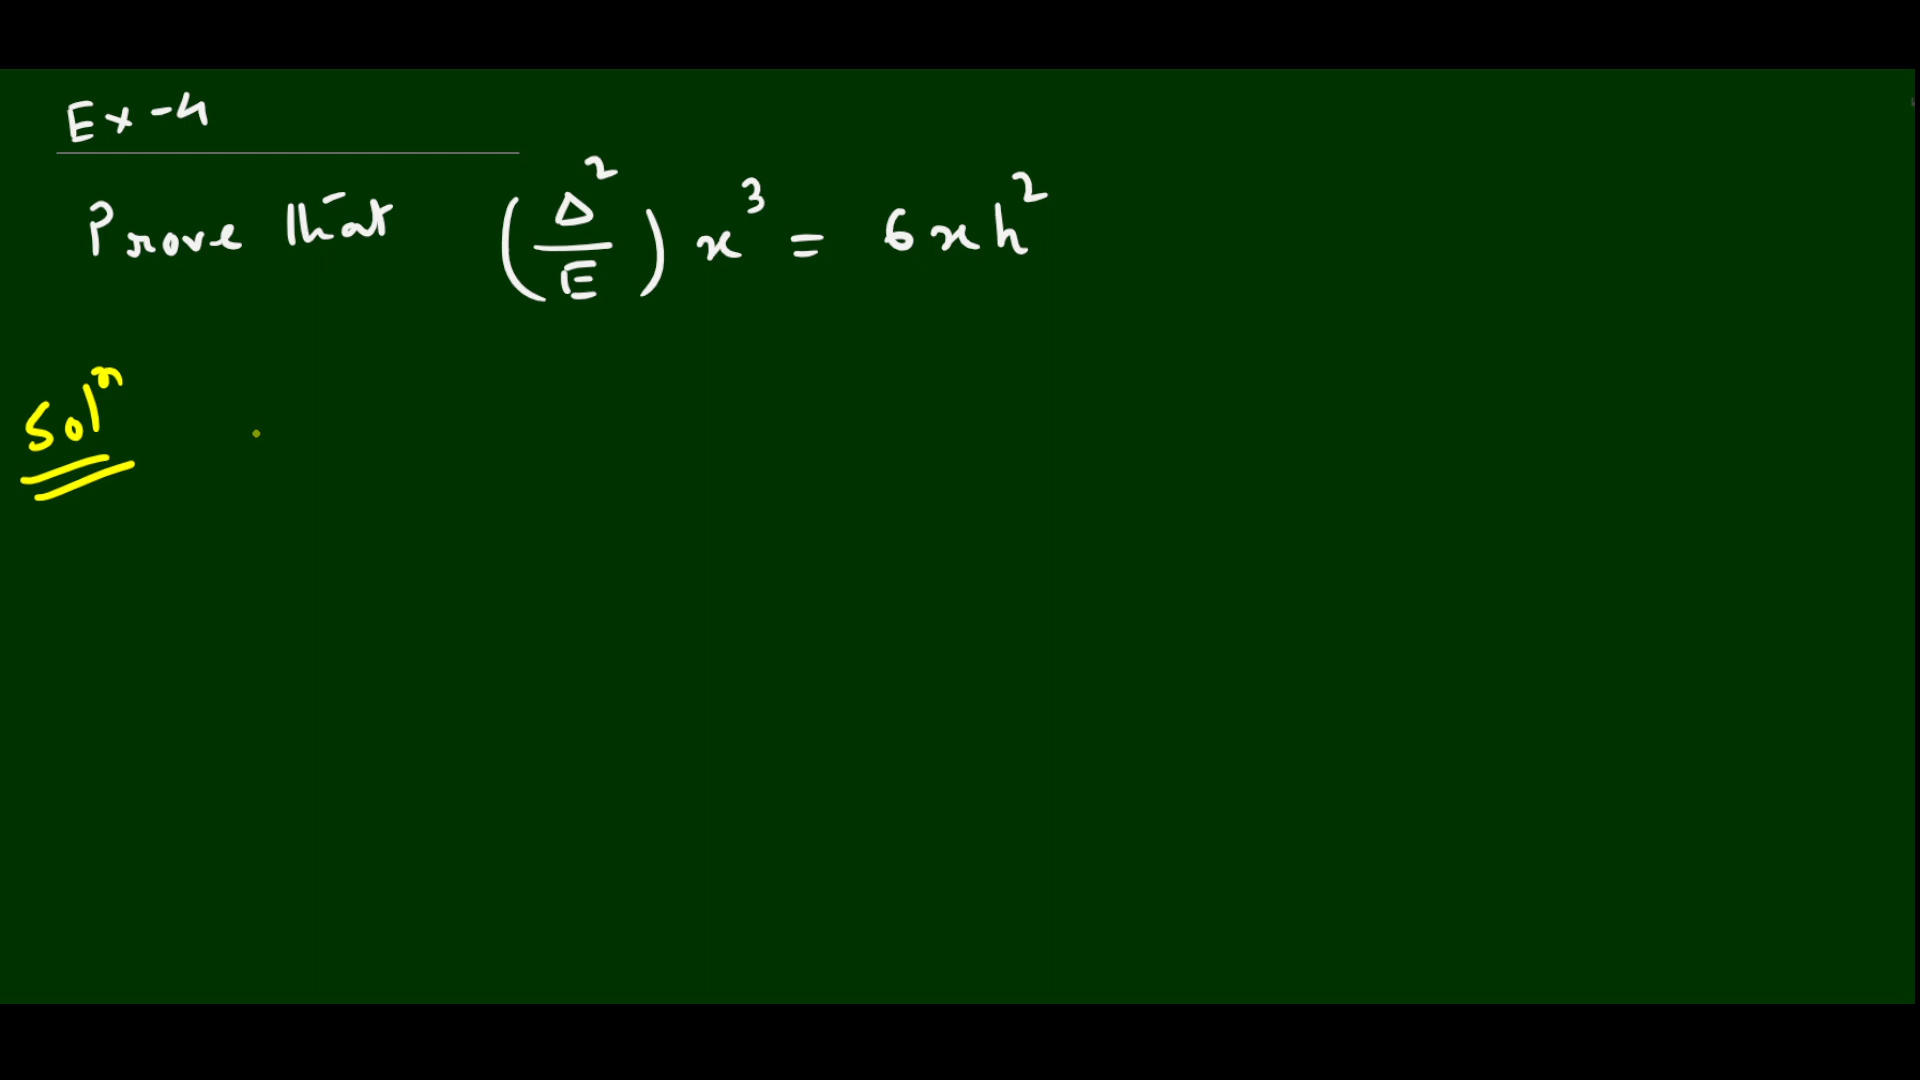 Ex-4
Prove that (Δ²/E) x³ = 6xh²
Solⁿ